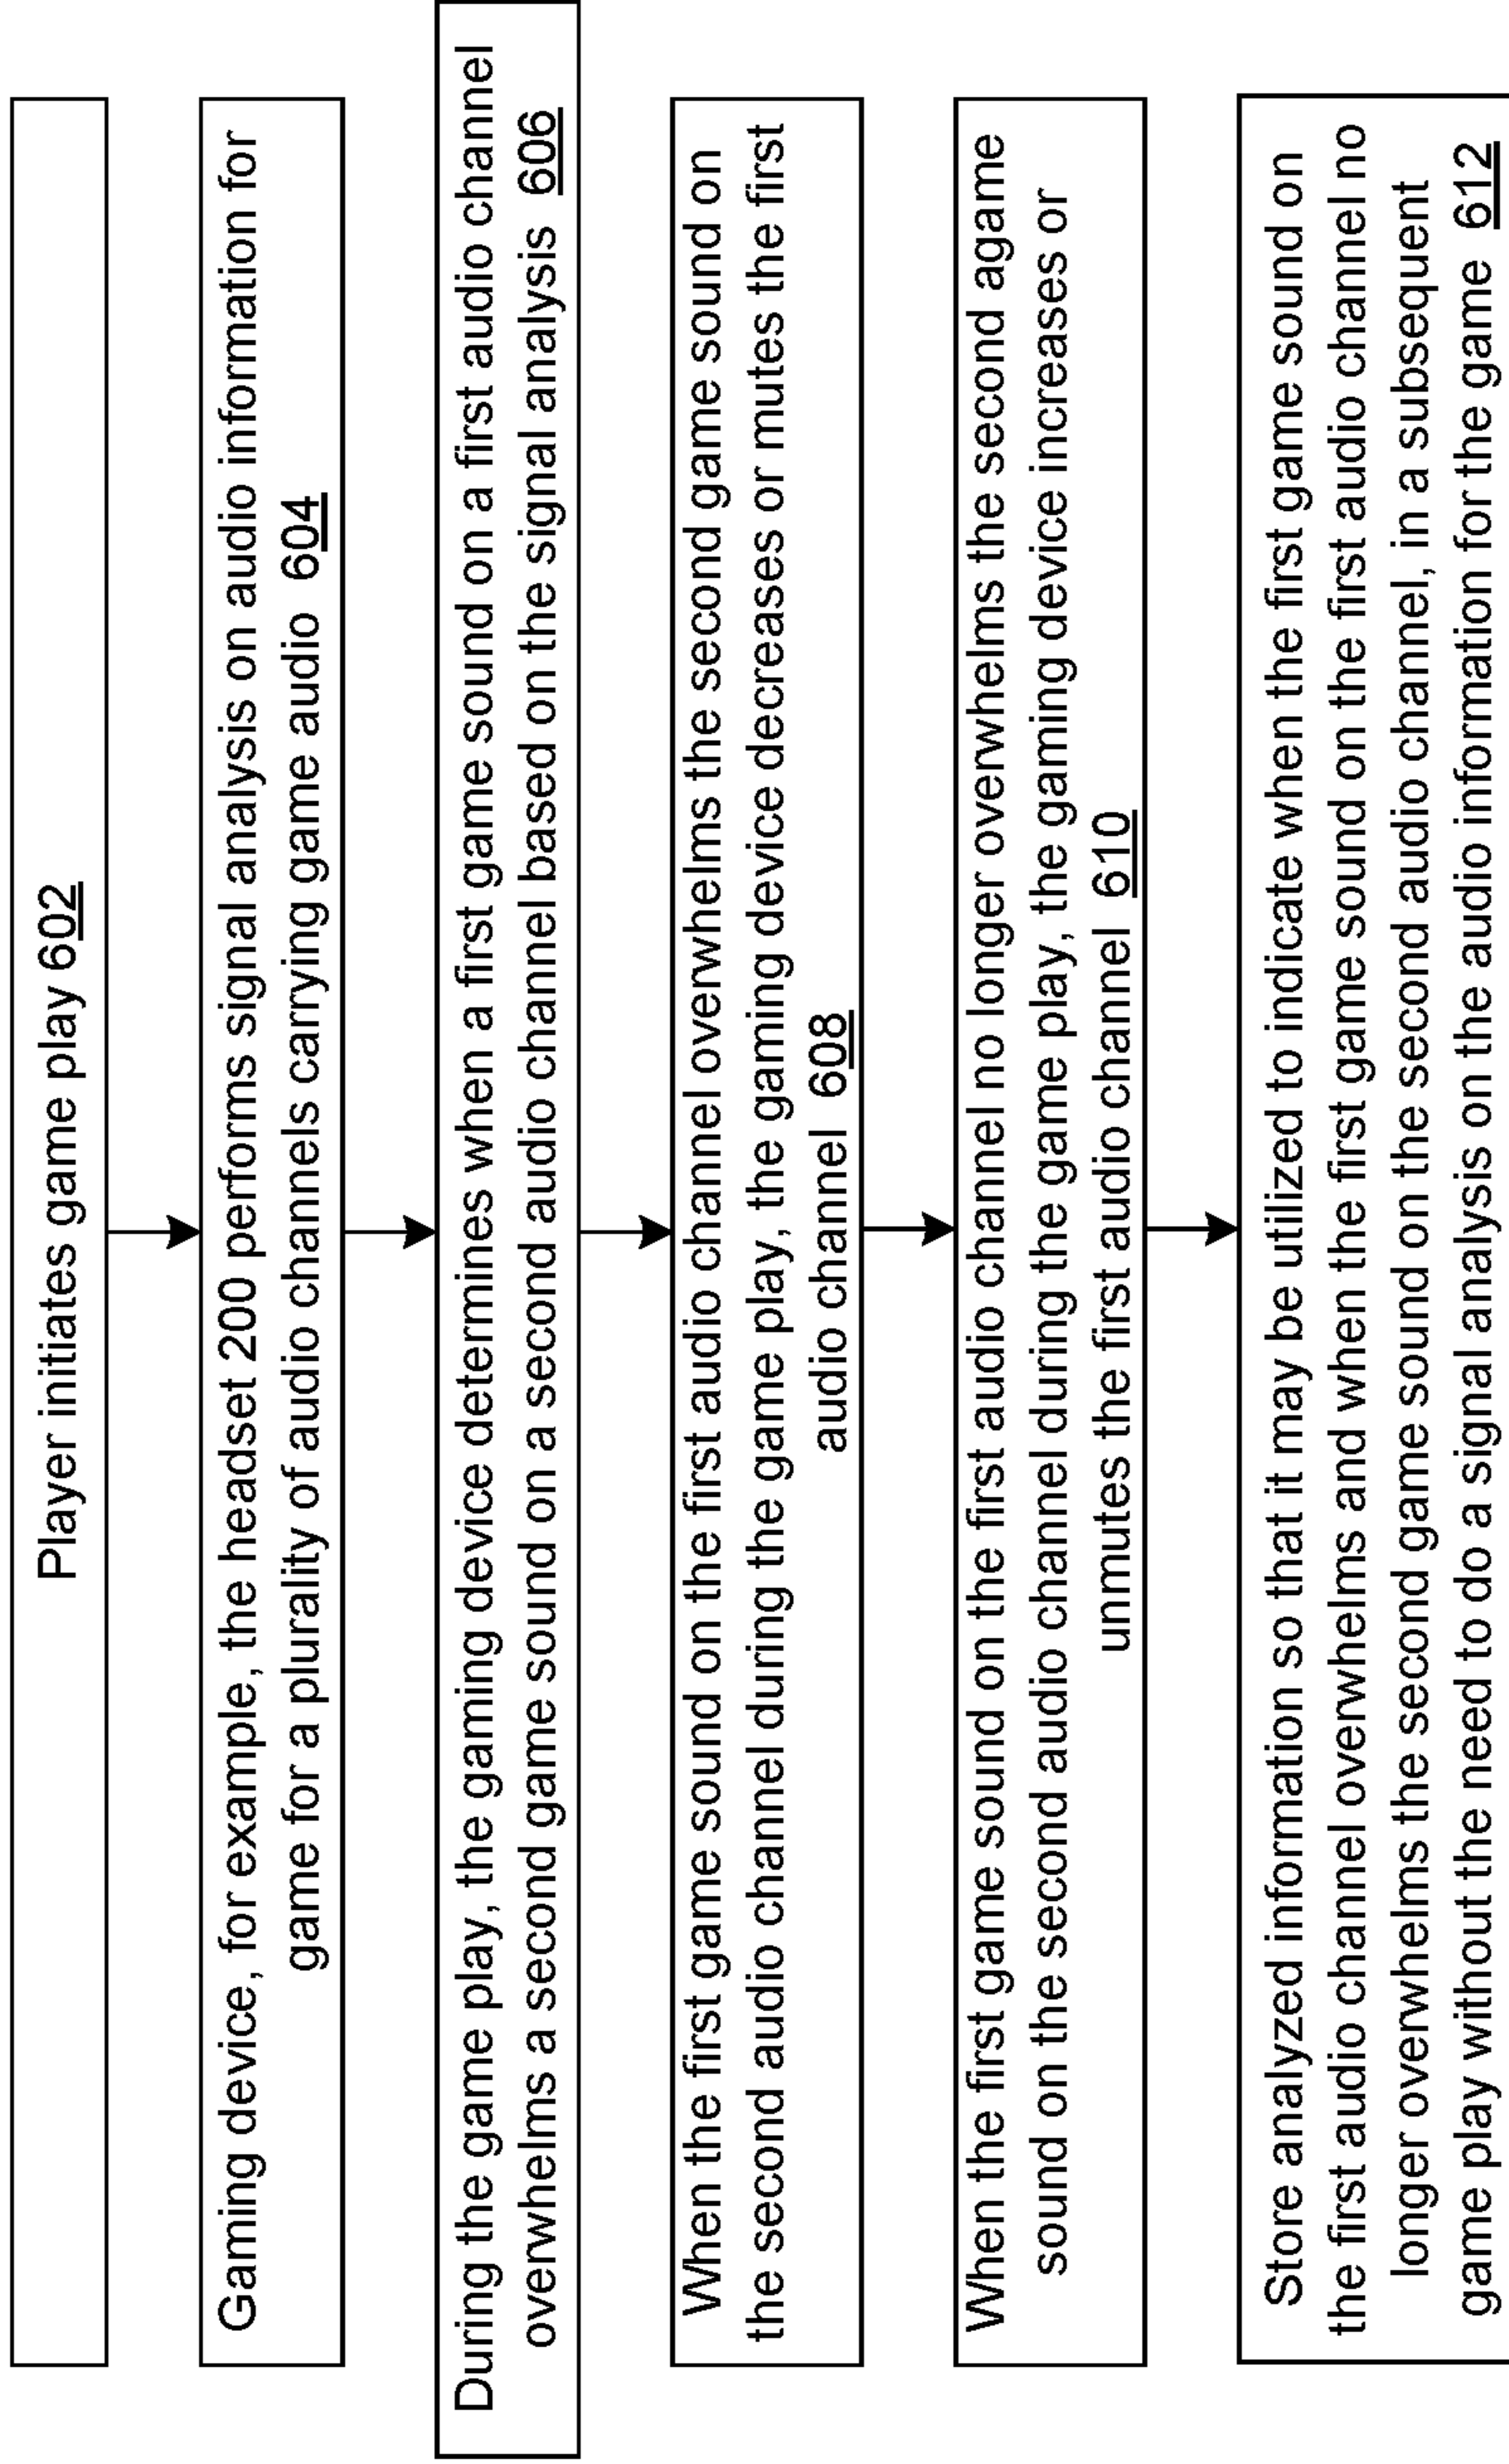 Player initiates game play 602
Gaming device, for example, the headset 200 performs signal analysis on audio information for
game for a plurality of audio channels carrying game audio 604
During the game play, the gaming device determines when a first game sound on a first audio channel
overwhelms a second game sound on a second audio channel based on the signal analysis 606
When the first game sound on the first audio channel overwhelms the second game sound on
the second audio channel during the game play, the gaming device decreases or mutes the first
audio channel 608
When the first game sound on the first audio channel no longer overwhelms the second agame
sound on the second audio channel during the game play, the gaming device increases or
unmutes the first audio channel 610
Store analyzed information so that it may be utilized to indicate when the first game sound on
the first audio channel overwhelms and when the first game sound on the first audio channel no
longer overwhelms the second game sound on the second audio channel, in a subsequent
game play without the need to do a signal analysis on the audio information for the game 612